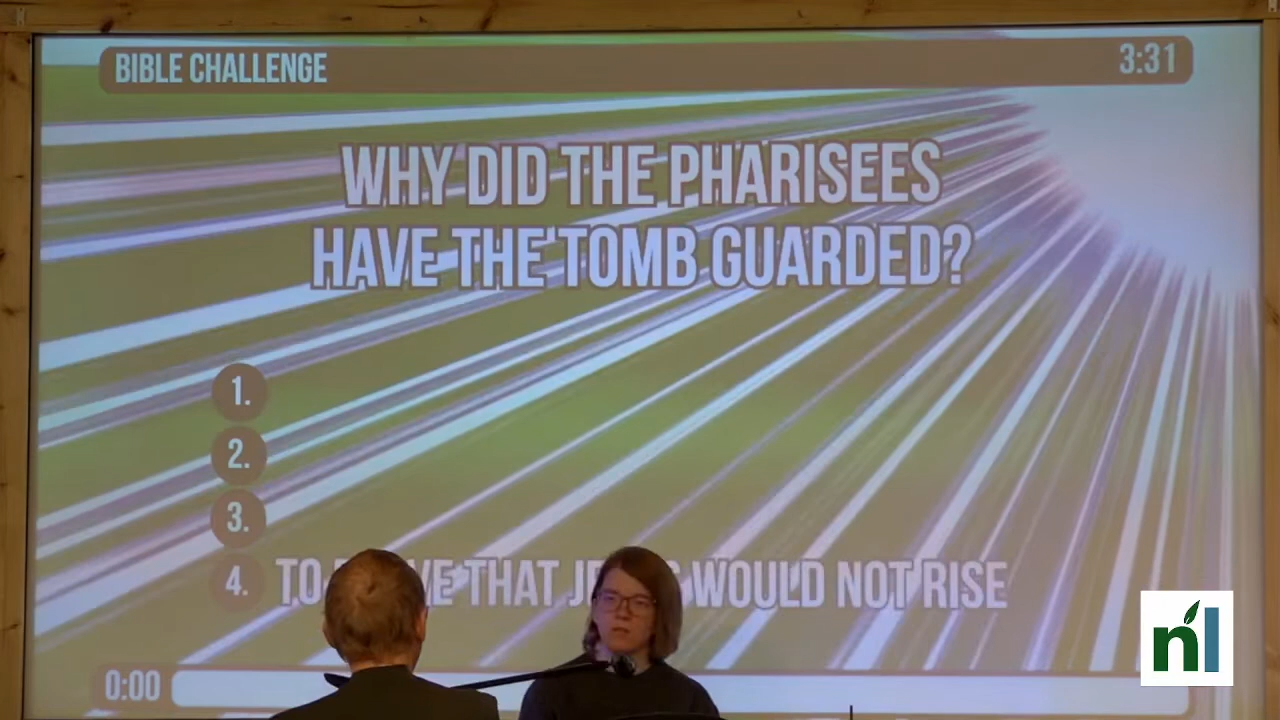 BIBLE CHALLENGE 3:31
WHY DID THE PHARISEES
HAVE THE TOMB GUARDED?
1.
2.
3.
4. TO THAT WOULD NOT RISE
0:00
nl